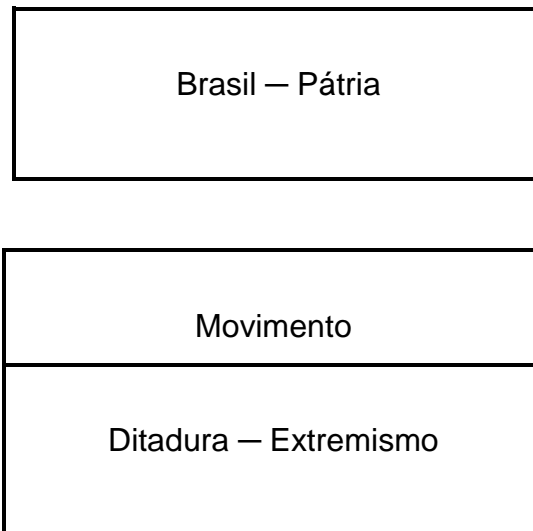 Brasil ─ Pátria
Movimento
Ditadura ─ Extremismo